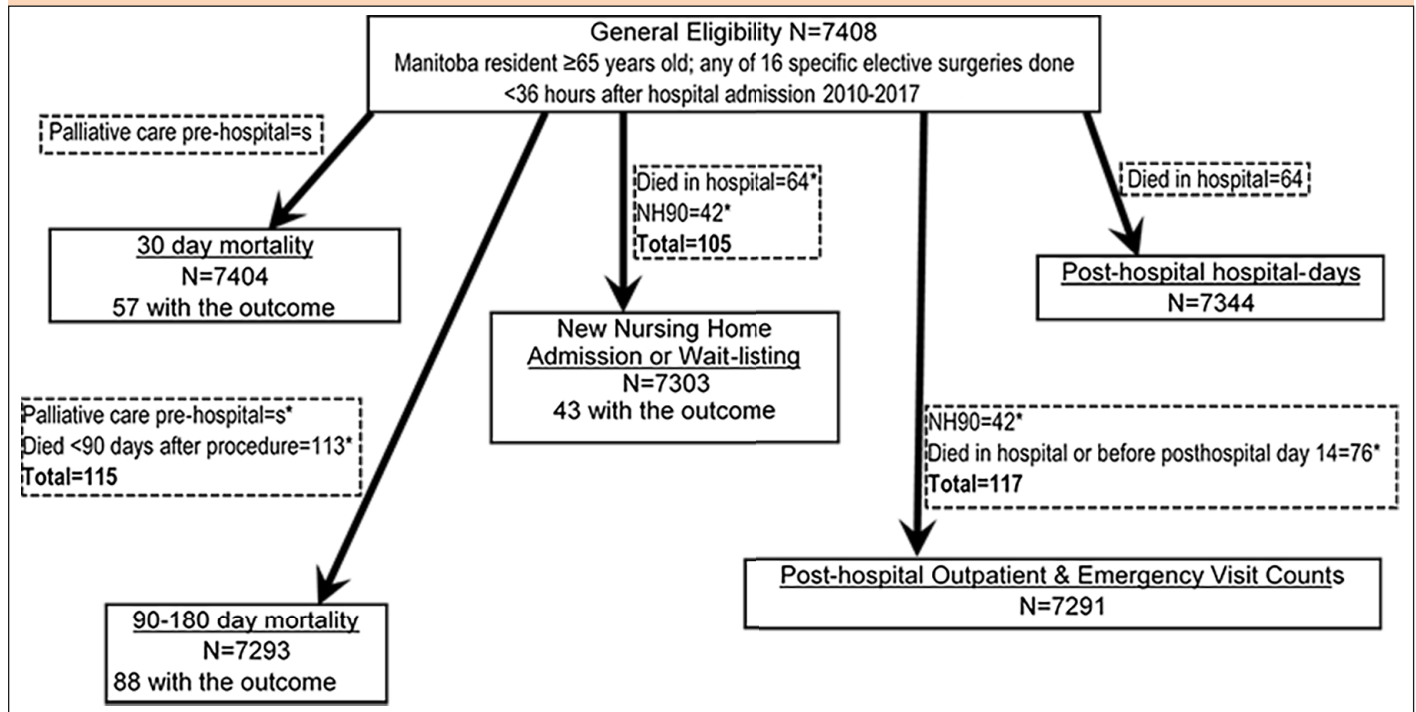 General Eligibility N=7408
Manitoba resident ≥65 years old; any of 16 specific elective surgeries done
<36 hours after hospital admission 2010-2017
Palliative care pre-hospital=s
30 day mortality
N=7404
57 with the outcome
Died in hospital=64*
NH90=42*
Total=105
New Nursing Home
Admission or Wait-listing
N=7303
43 with the outcome
Died in hospital=64
Post-hospital hospital-days
N=7344
Palliative care pre-hospital=s*
Died <90 days after procedure=113*
Total=115
90-180 day mortality
N=7293
88 with the outcome
NH90=42*
Died in hospital or before posthospital day 14=76*
Total=117
Post-hospital Outpatient & Emergency Visit Counts
N=7291